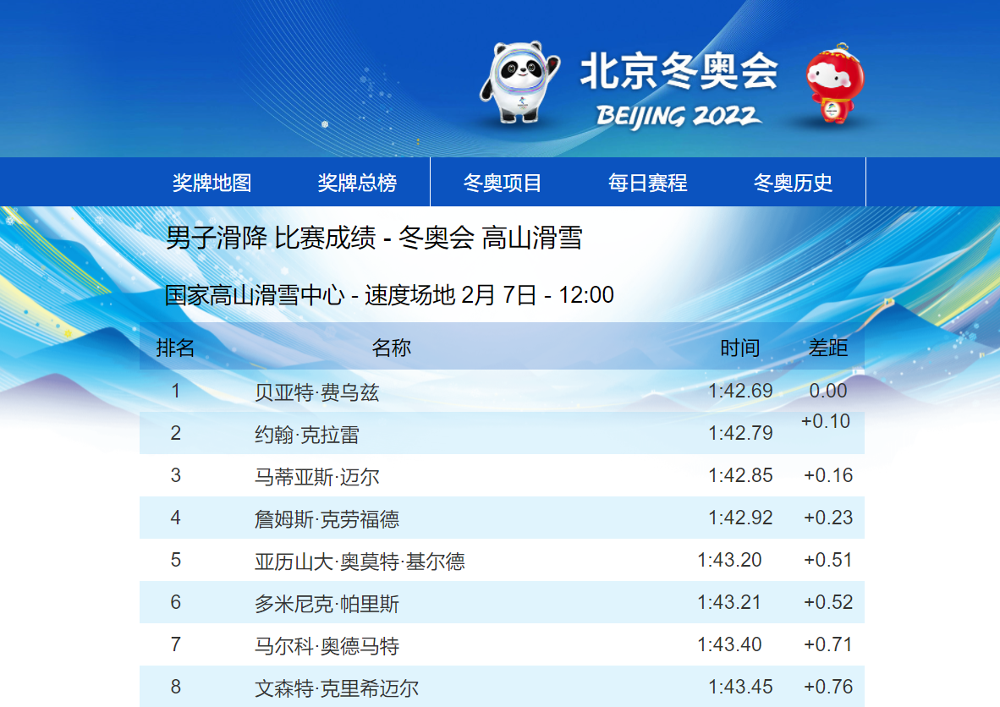 北京冬奥会
BEIJING 2022
奖牌地图 奖牌总榜 冬奥项目 每日赛程 冬奥历史
男子滑降 比赛成绩 - 冬奥会 高山滑雪
国家高山滑雪中心 - 速度场地 2月 7日 - 12:00
排名 名称 时间 差距
1 贝亚特·费乌兹 1:42.69 0.00
2 约翰·克拉雷 1:42.79 +0.10
3 马蒂亚斯·迈尔 1:42.85 +0.16
4 詹姆斯·克劳福德 1:42.92 +0.23
5 亚历山大·奥莫特·基尔德 1:43.20 +0.51
6 多米尼克·帕里斯 1:43.21 +0.52
7 马尔科·奥德马特 1:43.40 +0.71
8 文森特·克里希迈尔 1:43.45 +0.76